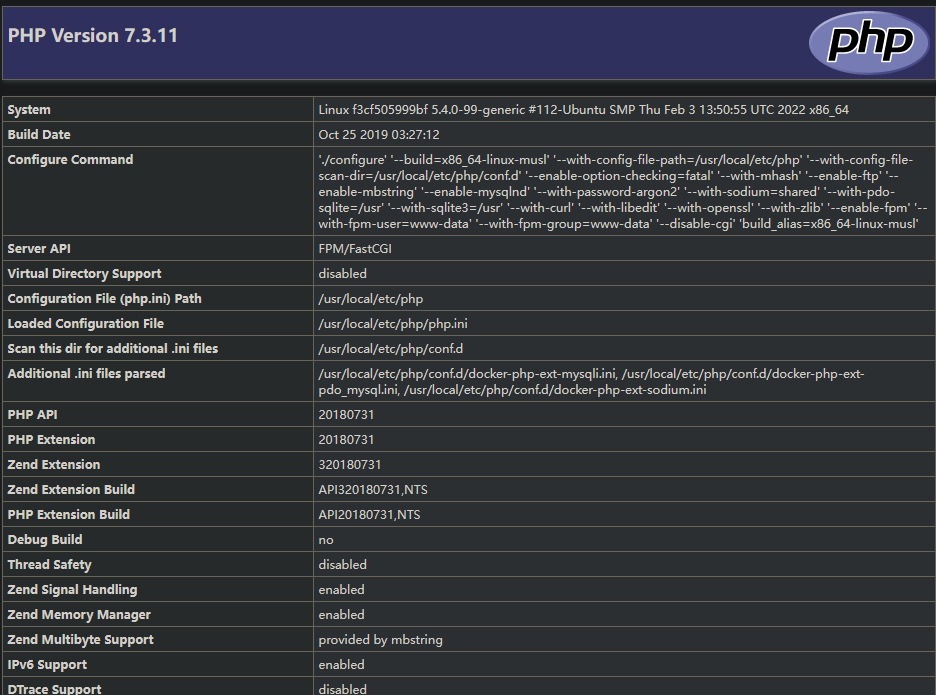 PHP Version 7.3.11
php
System Linux f3cf505999bf 5.4.0-99-generic #112-Ubuntu SMP Thu Feb 3 13:50:55 UTC 2022 x86_64
Build Date Oct 25 2019 03:27:12
Configure Command './configure' '--build=x86_64-linux-musl' '--with-config-file-path=/usr/local/etc/php' '--with-config-file-
scan-dir=/usr/local/etc/php/conf.d' '--enable-option-checking=fatal' '--with-mhash' '--enable-ftp' '--
enable-mbstring' '--enable-mysqlnd' '--with-password-argon2' '--with-sodium=shared' '--with-pdo-
sqlite=/usr' '--with-sqlite3=/usr' '--with-curl' '--with-libedit' '--with-openssl' '--with-zlib' '--enable-fpm' '--
with-fpm-user=www-data' '--with-fpm-group=www-data' '--disable-cgi' 'build_alias=x86_64-linux-musl'
Server API FPM/FastCGI
Virtual Directory Support disabled
Configuration File (php.ini) Path /usr/local/etc/php
Loaded Configuration File /usr/local/etc/php/php.ini
Scan this dir for additional .ini files /usr/local/etc/php/conf.d
Additional .ini files parsed /usr/local/etc/php/conf.d/docker-php-ext-mysqli.ini, /usr/local/etc/php/conf.d/docker-php-ext-
pdo_mysql.ini, /usr/local/etc/php/conf.d/docker-php-ext-sodium.ini
PHP API 20180731
PHP Extension 20180731
Zend Extension 320180731
Zend Extension Build API320180731,NTS
PHP Extension Build API20180731,NTS
Debug Build no
Thread Safety disabled
Zend Signal Handling enabled
Zend Memory Manager enabled
Zend Multibyte Support provided by mbstring
IPv6 Support enabled
DTrace Support disabled